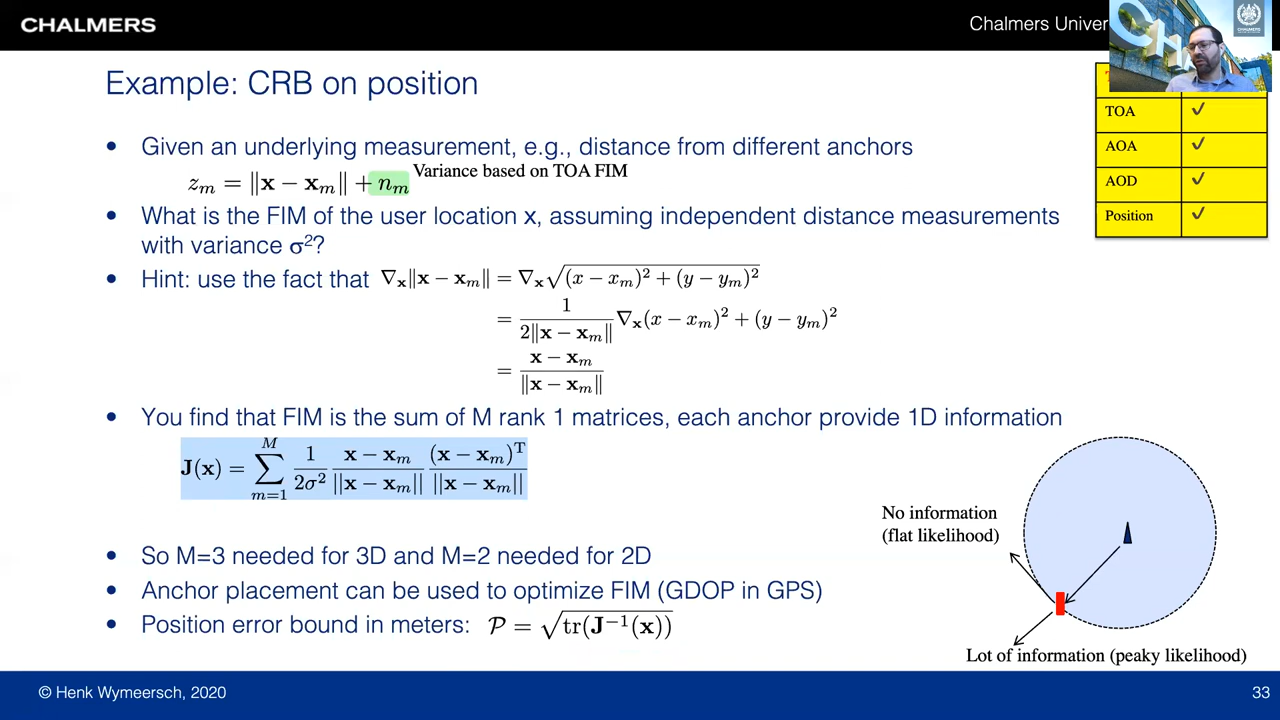 CHALMERS
Chalmers Univer
Example: CRB on position
TOA ✓
AOA ✓
AOD ✓
Position ✓
• Given an underlying measurement, e.g., distance from different anchors
z_m = ‖x − x_m‖ + n_m Variance based on TOA FIM
• What is the FIM of the user location x, assuming independent distance measurements
with variance σ²?
• Hint: use the fact that ∇_x‖x − x_m‖ = ∇_x√((x − x_m)² + (y − y_m)²)
= 1/(2‖x − x_m‖) ∇_x(x − x_m)² + (y − y_m)²
= (x − x_m)/‖x − x_m‖
• You find that FIM is the sum of M rank 1 matrices, each anchor provide 1D information
J(x) = ∑_{m=1}^{M} 1/(2σ²) (x − x_m)/||x − x_m|| (x − x_m)^T/||x − x_m||
No information
(flat likelihood)
• So M=3 needed for 3D and M=2 needed for 2D
• Anchor placement can be used to optimize FIM (GDOP in GPS)
• Position error bound in meters: P = √(tr(J⁻¹(x)))
Lot of information (peaky likelihood)
© Henk Wymeersch, 2020
33